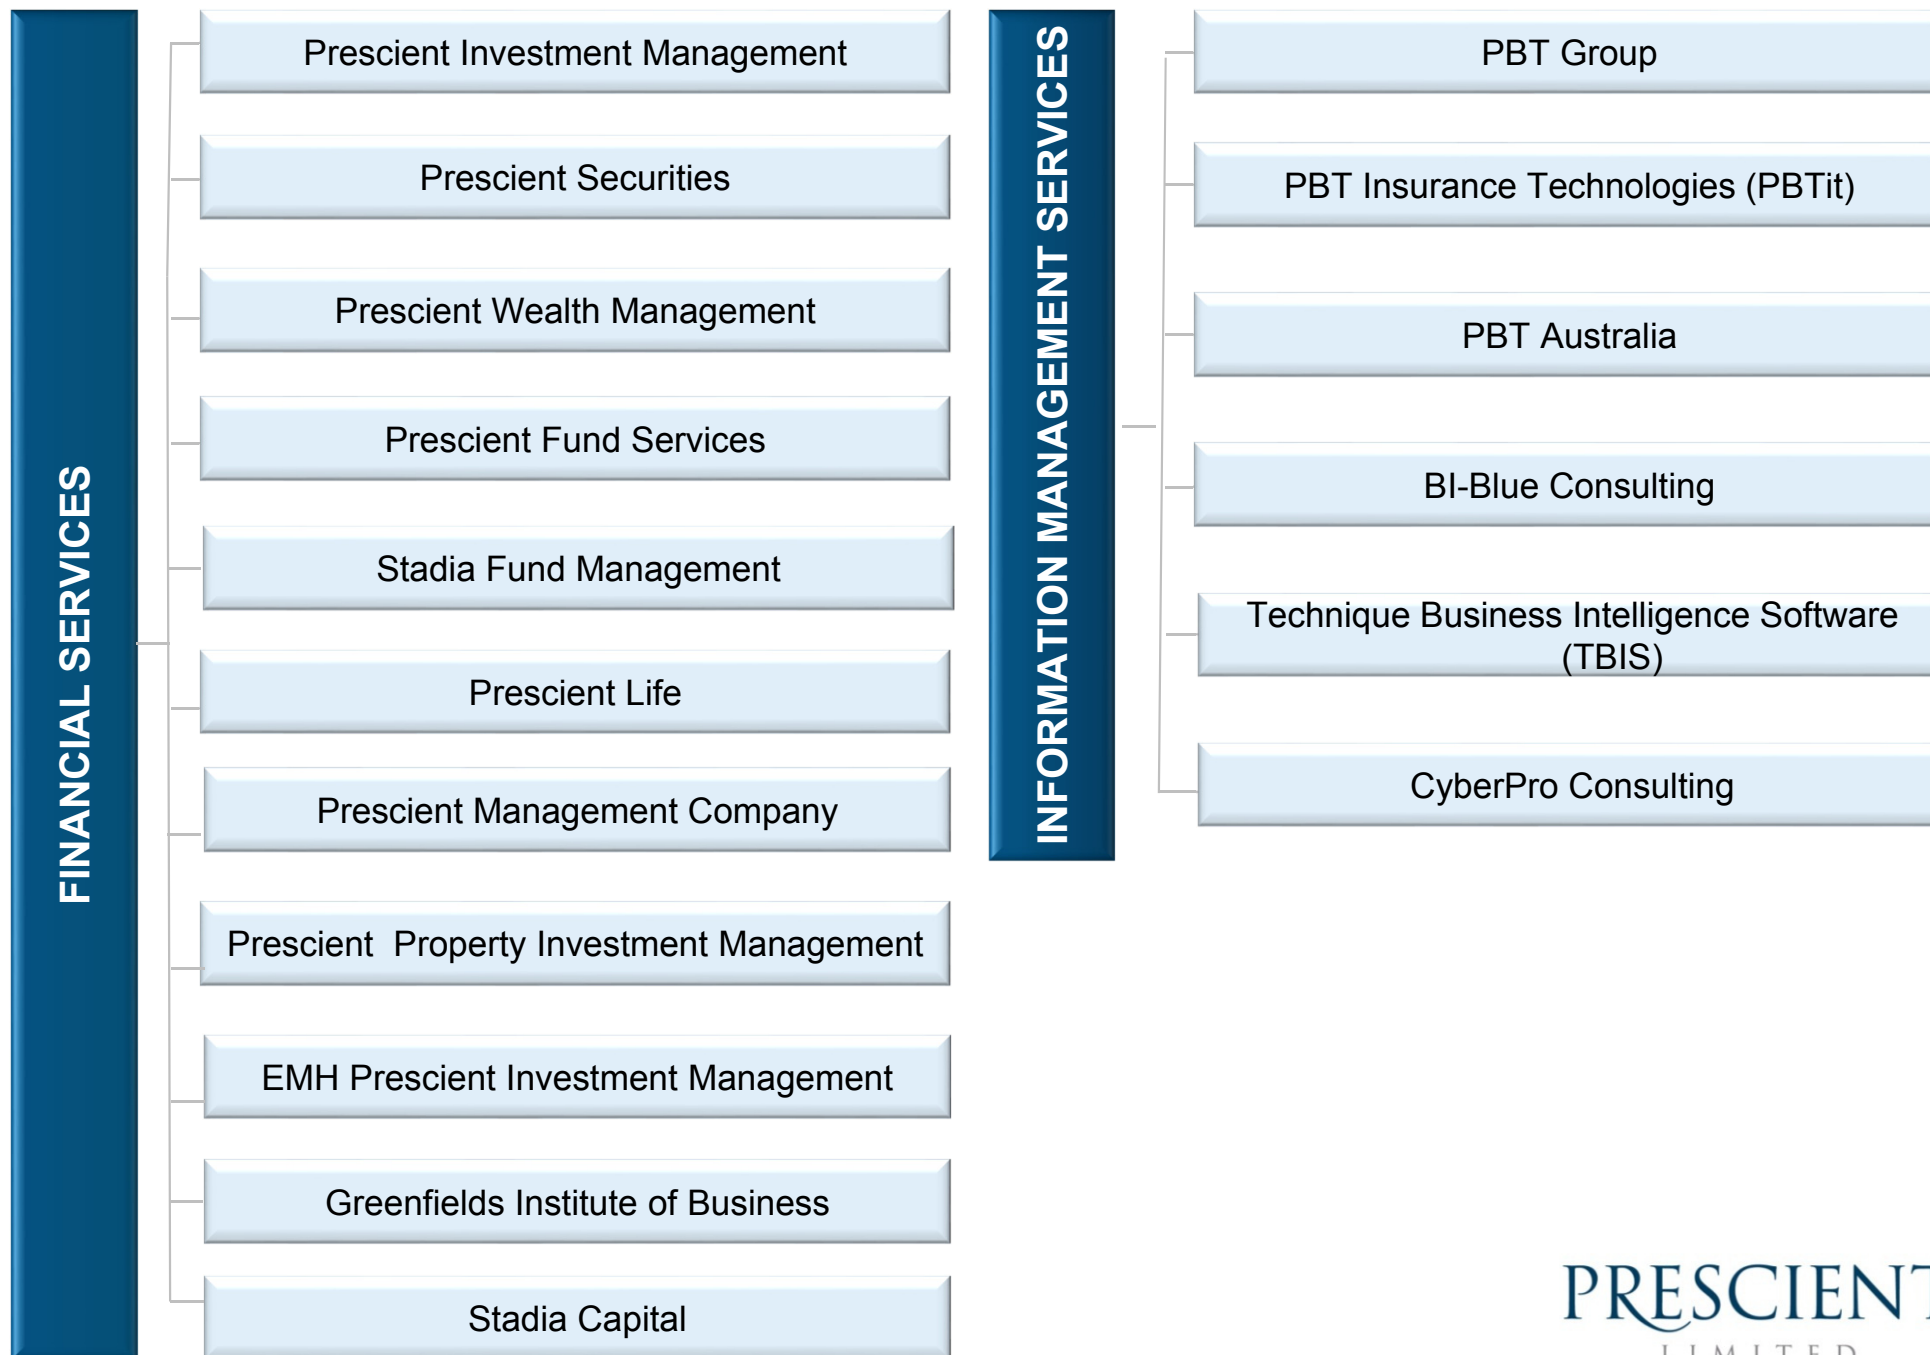 FINANCIAL SERVICES
Prescient Investment Management
Prescient Securities
Prescient Wealth Management
Prescient Fund Services
Stadia Fund Management
Prescient Life
Prescient Management Company
Prescient  Property Investment Management
EMH Prescient Investment Management
Greenfields Institute of Business
Stadia Capital
INFORMATION MANAGEMENT SERVICES
PBT Group
PBT Insurance Technologies (PBTit)
PBT Australia
BI-Blue Consulting
Technique Business Intelligence Software
(TBIS)
CyberPro Consulting
PRESCIENT
LIMITED